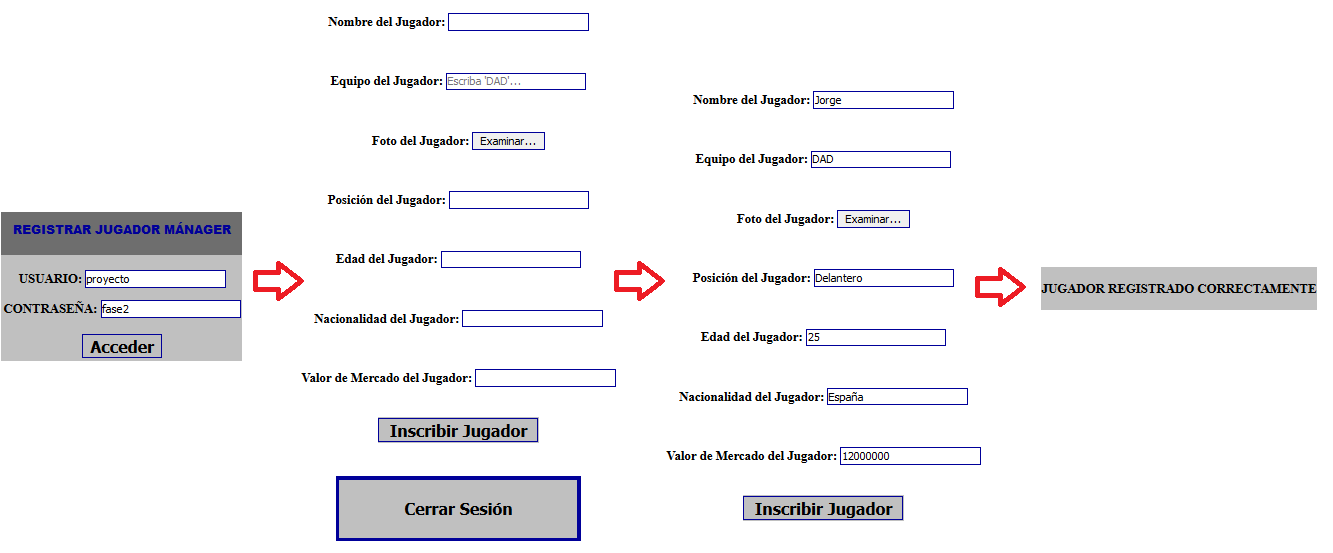 REGISTRAR JUGADOR MÁNAGER
USUARIO: proyecto
CONTRASEÑA: fase2
Acceder
Nombre del Jugador:
Equipo del Jugador: Escriba 'DAD'...
Foto del Jugador: Examinar...
Posición del Jugador:
Edad del Jugador:
Nacionalidad del Jugador:
Valor de Mercado del Jugador:
Inscribir Jugador
Cerrar Sesión
Nombre del Jugador: Jorge
Equipo del Jugador: DAD
Foto del Jugador: Examinar...
Posición del Jugador: Delantero
Edad del Jugador: 25
Nacionalidad del Jugador: España
Valor de Mercado del Jugador: 12000000
Inscribir Jugador
JUGADOR REGISTRADO CORRECTAMENTE